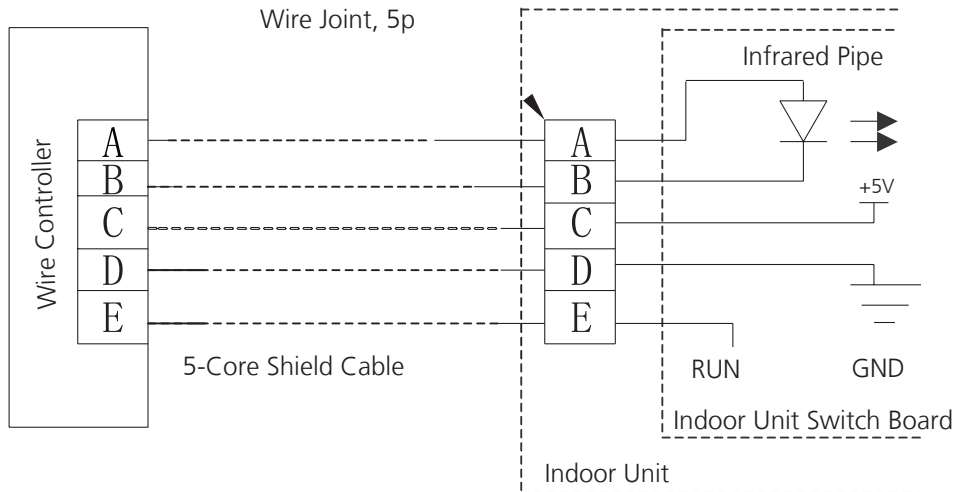 Wire Joint, 5p
Infrared Pipe
Wire Controller
A
B
C
D
E
A
B
C
D
E
+5V
5-Core Shield Cable
RUN
GND
Indoor Unit Switch Board
Indoor Unit